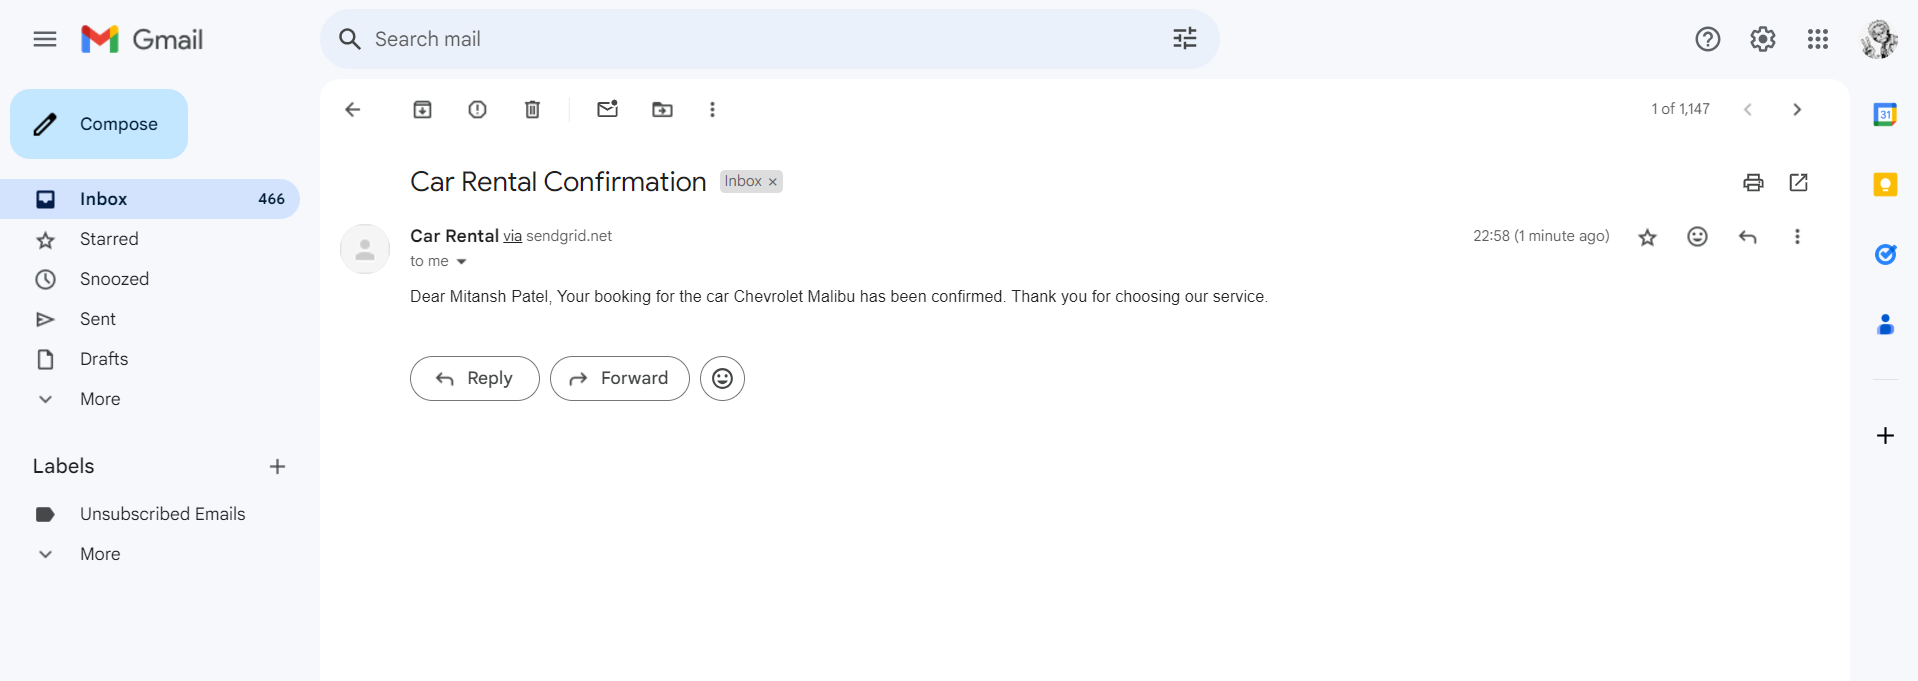 Gmail
Search mail
Compose
1 of 1,147
Inbox 466
Starred
Snoozed
Sent
Drafts
More
Labels
Unsubscribed Emails
More
Car Rental Confirmation Inbox ×
Car Rental via sendgrid.net 22:58 (1 minute ago)
to me
Dear Mitansh Patel, Your booking for the car Chevrolet Malibu has been confirmed. Thank you for choosing our service.
Reply Forward
31